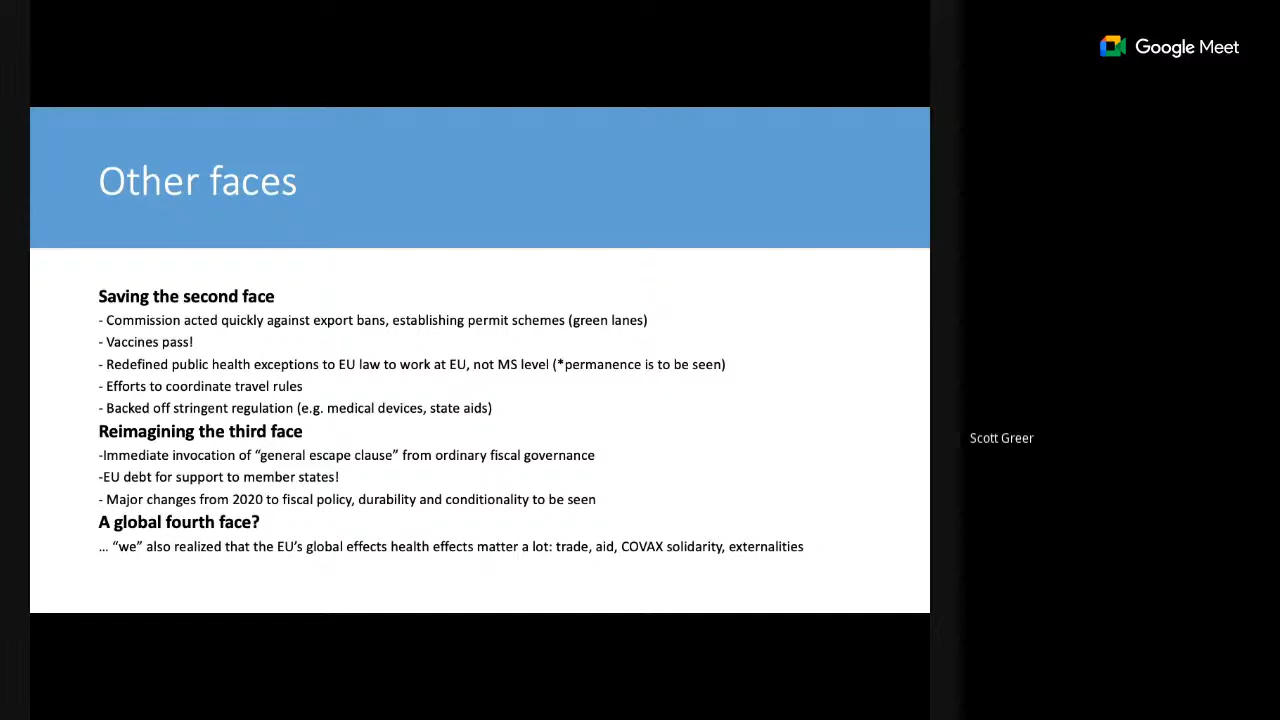 Google Meet
Other faces
Saving the second face
- Commission acted quickly against export bans, establishing permit schemes (green lanes)
- Vaccines pass!
- Redefined public health exceptions to EU law to work at EU, not MS level (*permanence is to be seen)
- Efforts to coordinate travel rules
- Backed off stringent regulation (e.g. medical devices, state aids)
Reimagining the third face
-Immediate invocation of “general escape clause” from ordinary fiscal governance
-EU debt for support to member states!
- Major changes from 2020 to fiscal policy, durability and conditionality to be seen
A global fourth face?
... “we” also realized that the EU’s global effects health effects matter a lot: trade, aid, COVAX solidarity, externalities
Scott Greer